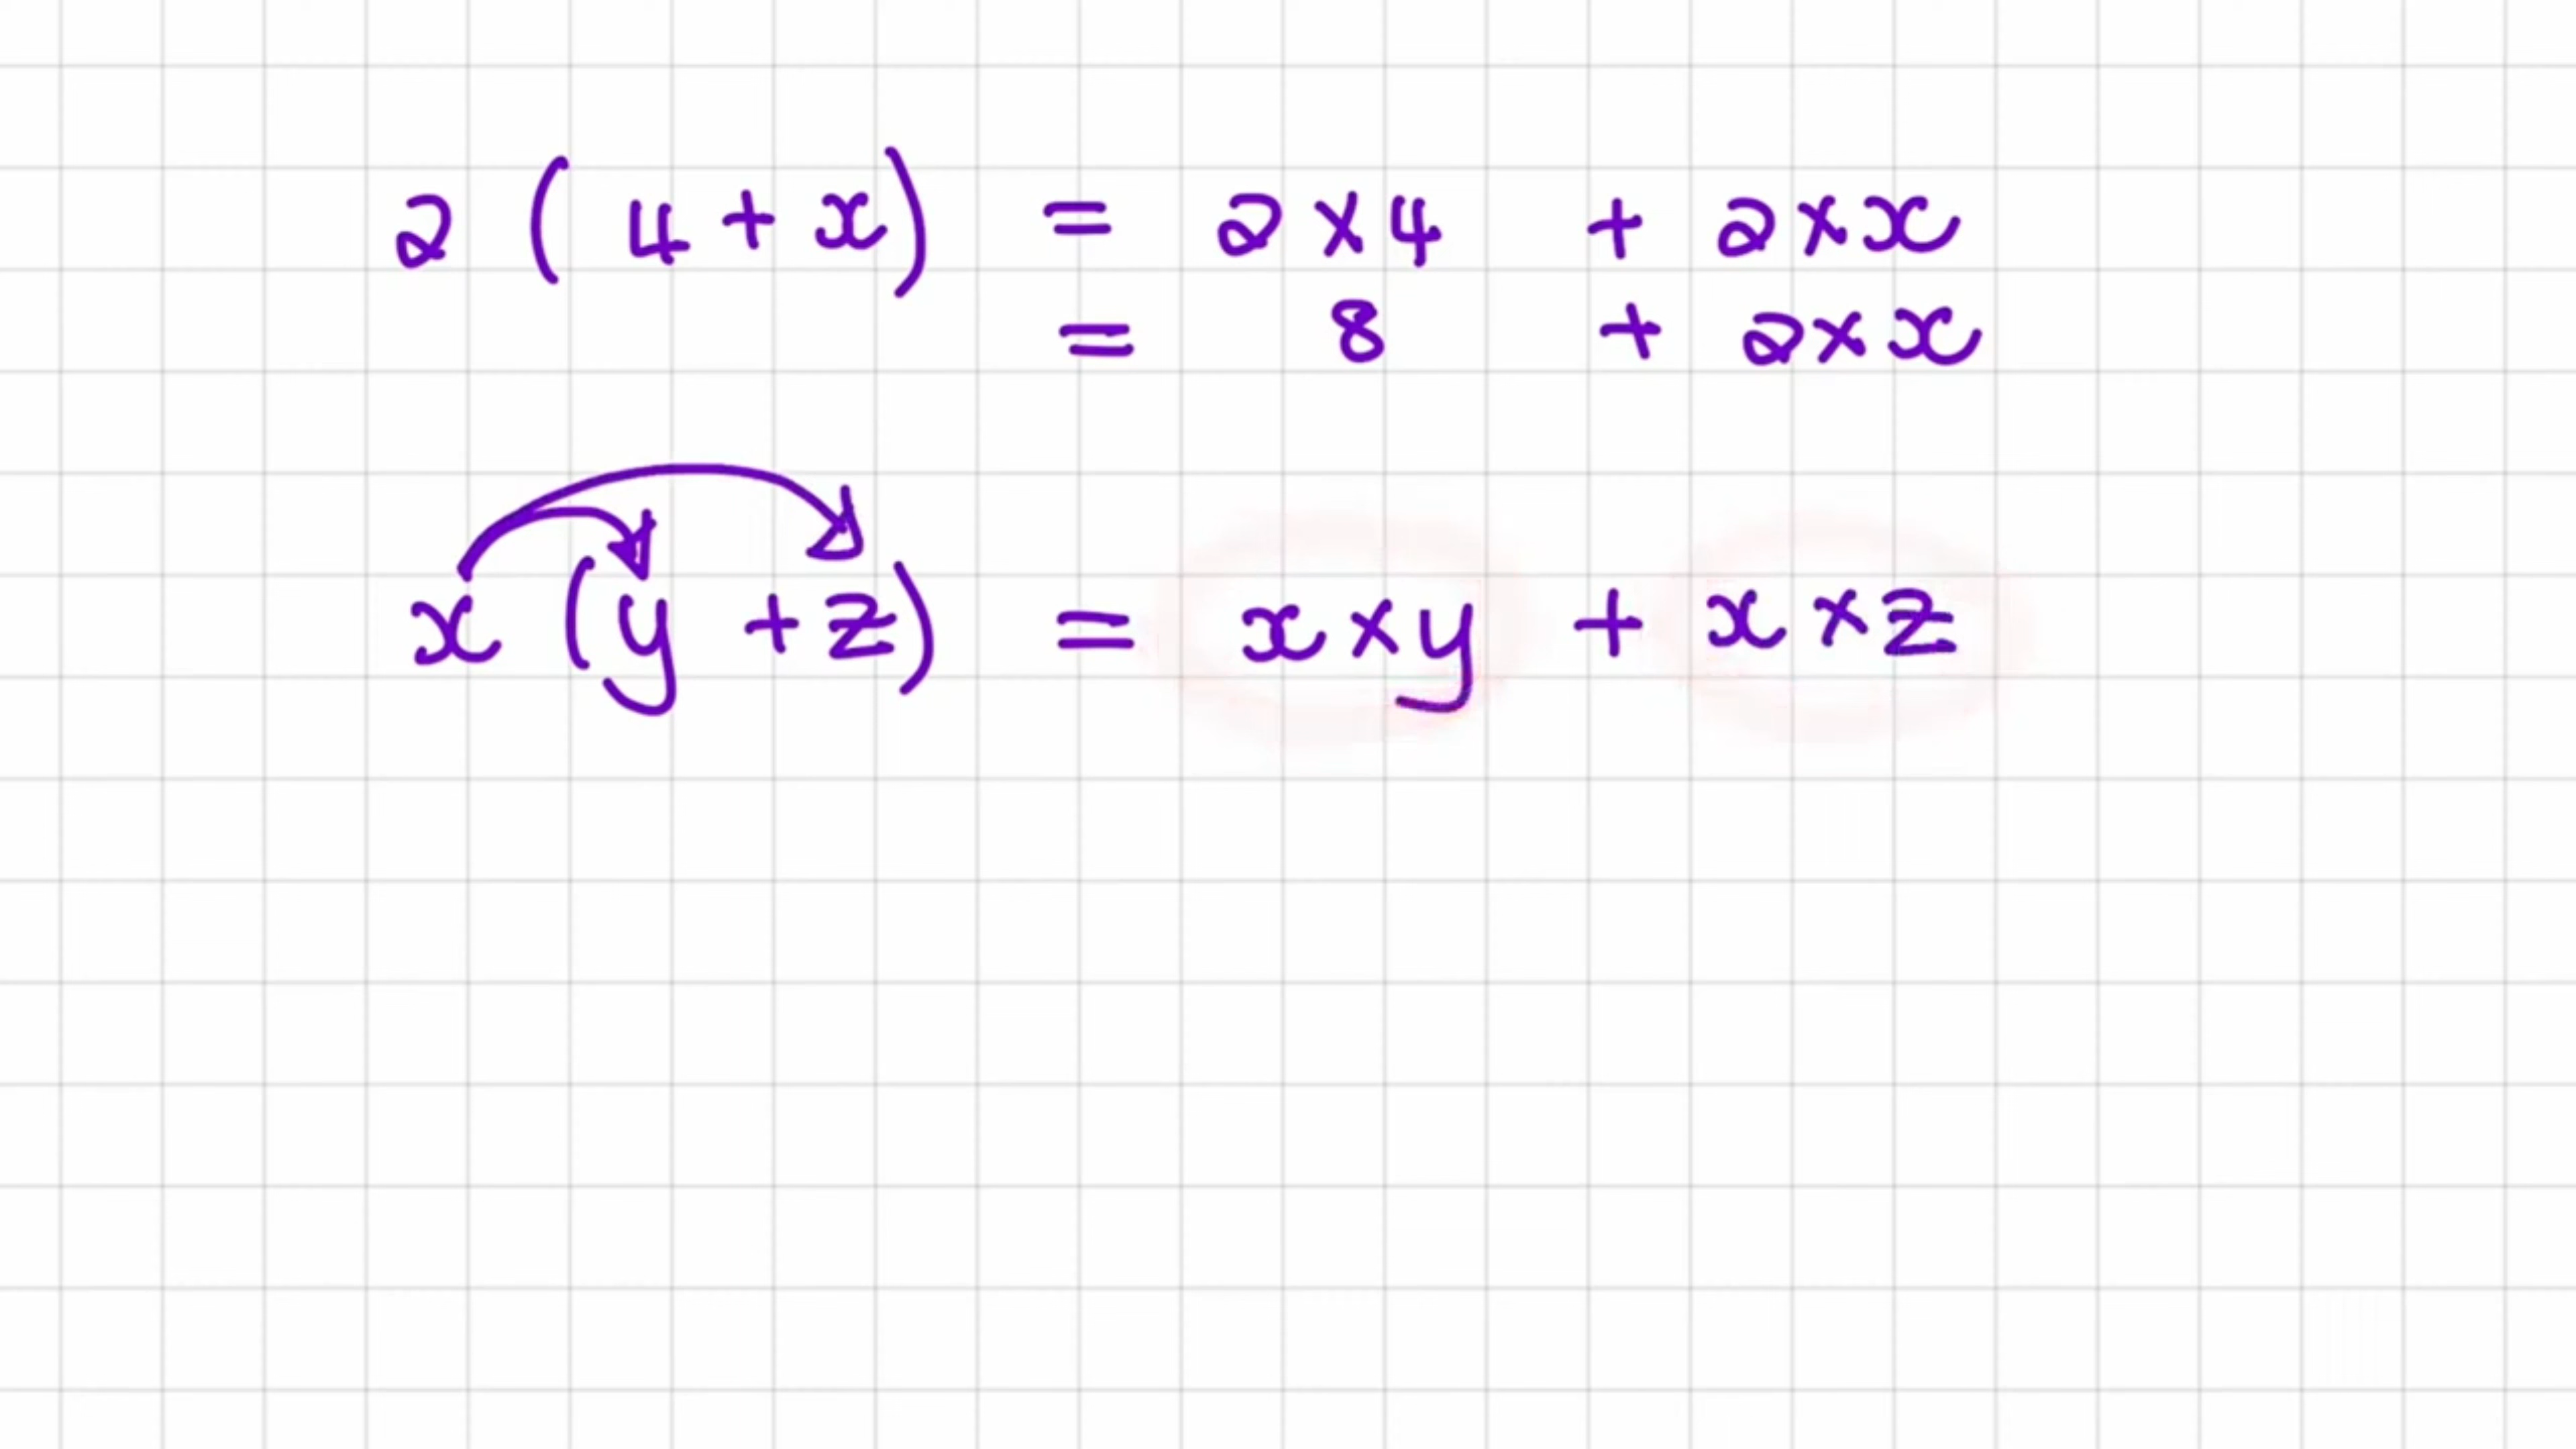 2 ( 4 + x ) = 2 × 4 + 2 × x
= 8 + 2 × x
x ( y + z ) = x × y + x × z